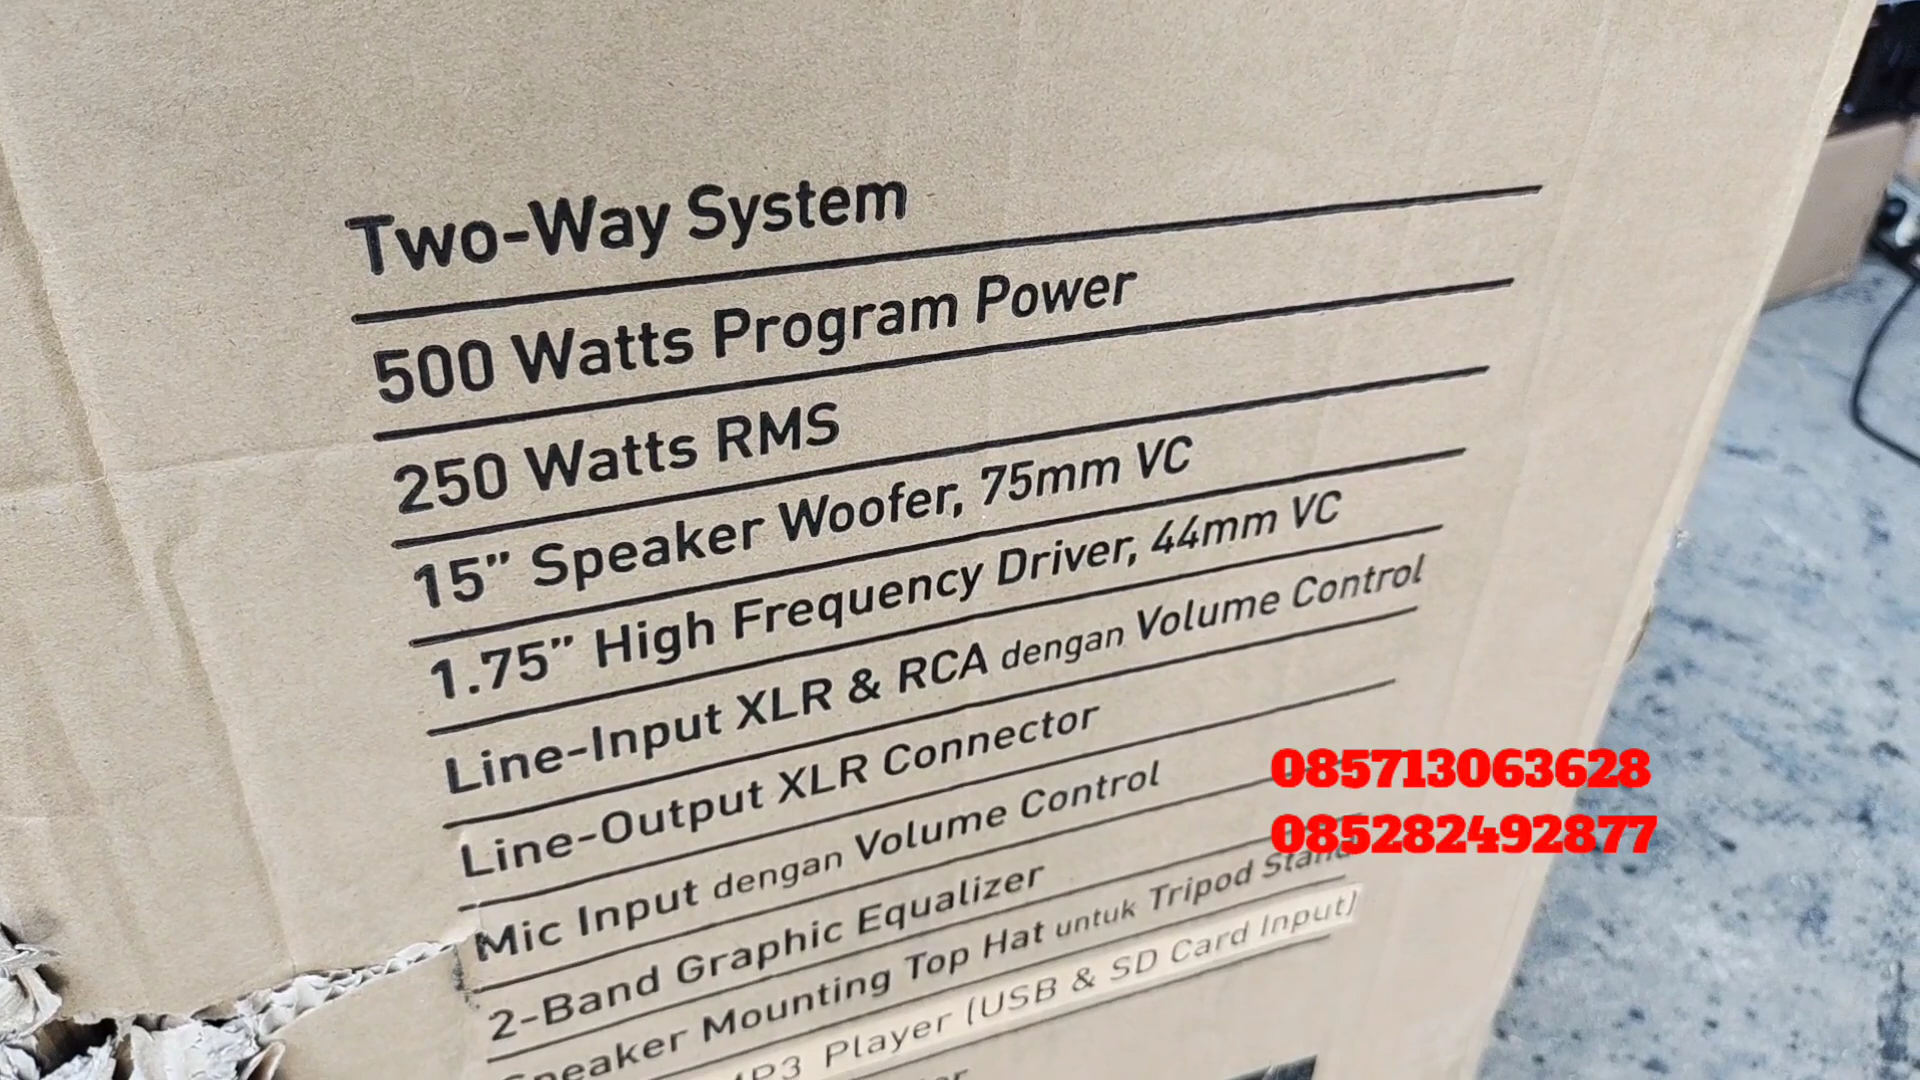 Two-Way System
500 Watts Program Power
250 Watts RMS
15” Speaker Woofer, 75mm VC
1.75” High Frequency Driver, 44mm VC
Line-Input XLR & RCA dengan Volume Control
Line-Output XLR Connector
Mic Input dengan Volume Control
2-Band Graphic Equalizer
Speaker Mounting Top Hat untuk Tripod Stand
Player (USB & SD Card Input)
085713063628
085282492877